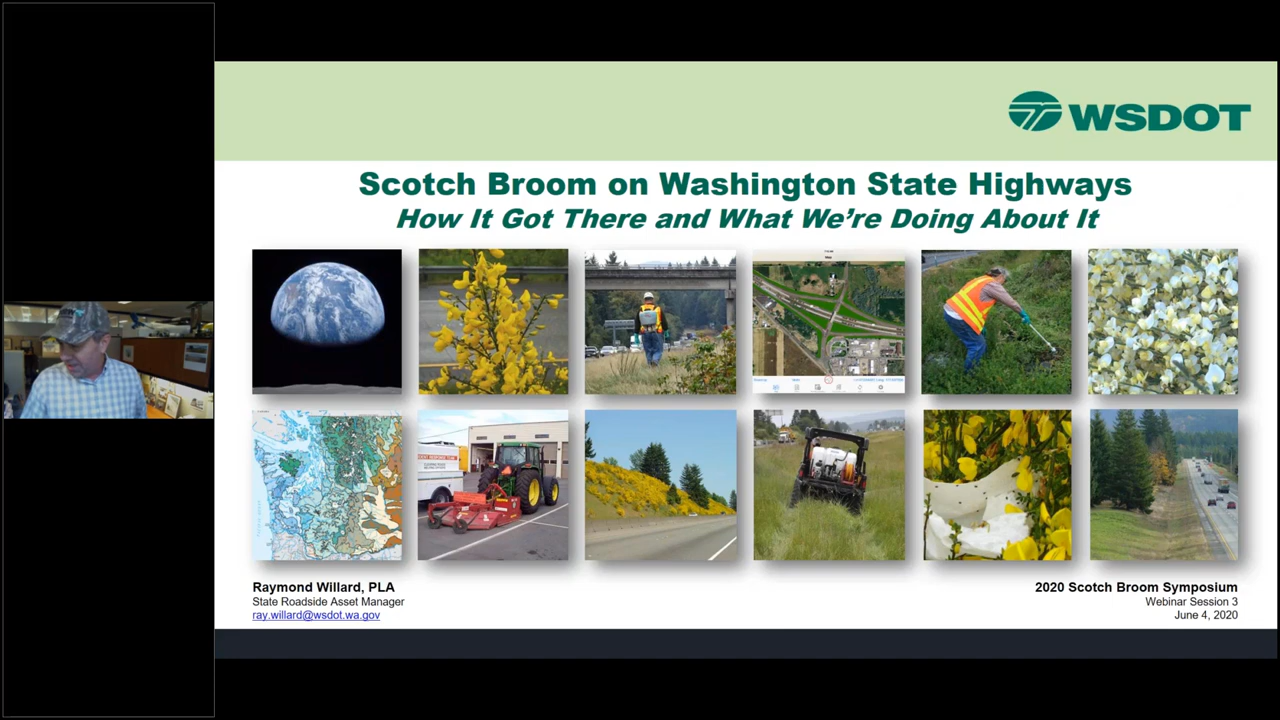 WSDOT
Scotch Broom on Washington State Highways
How It Got There and What We're Doing About It
Raymond Willard, PLA
State Roadside Asset Manager
ray.willard@wsdot.wa.gov
2020 Scotch Broom Symposium
Webinar Session 3
June 4, 2020